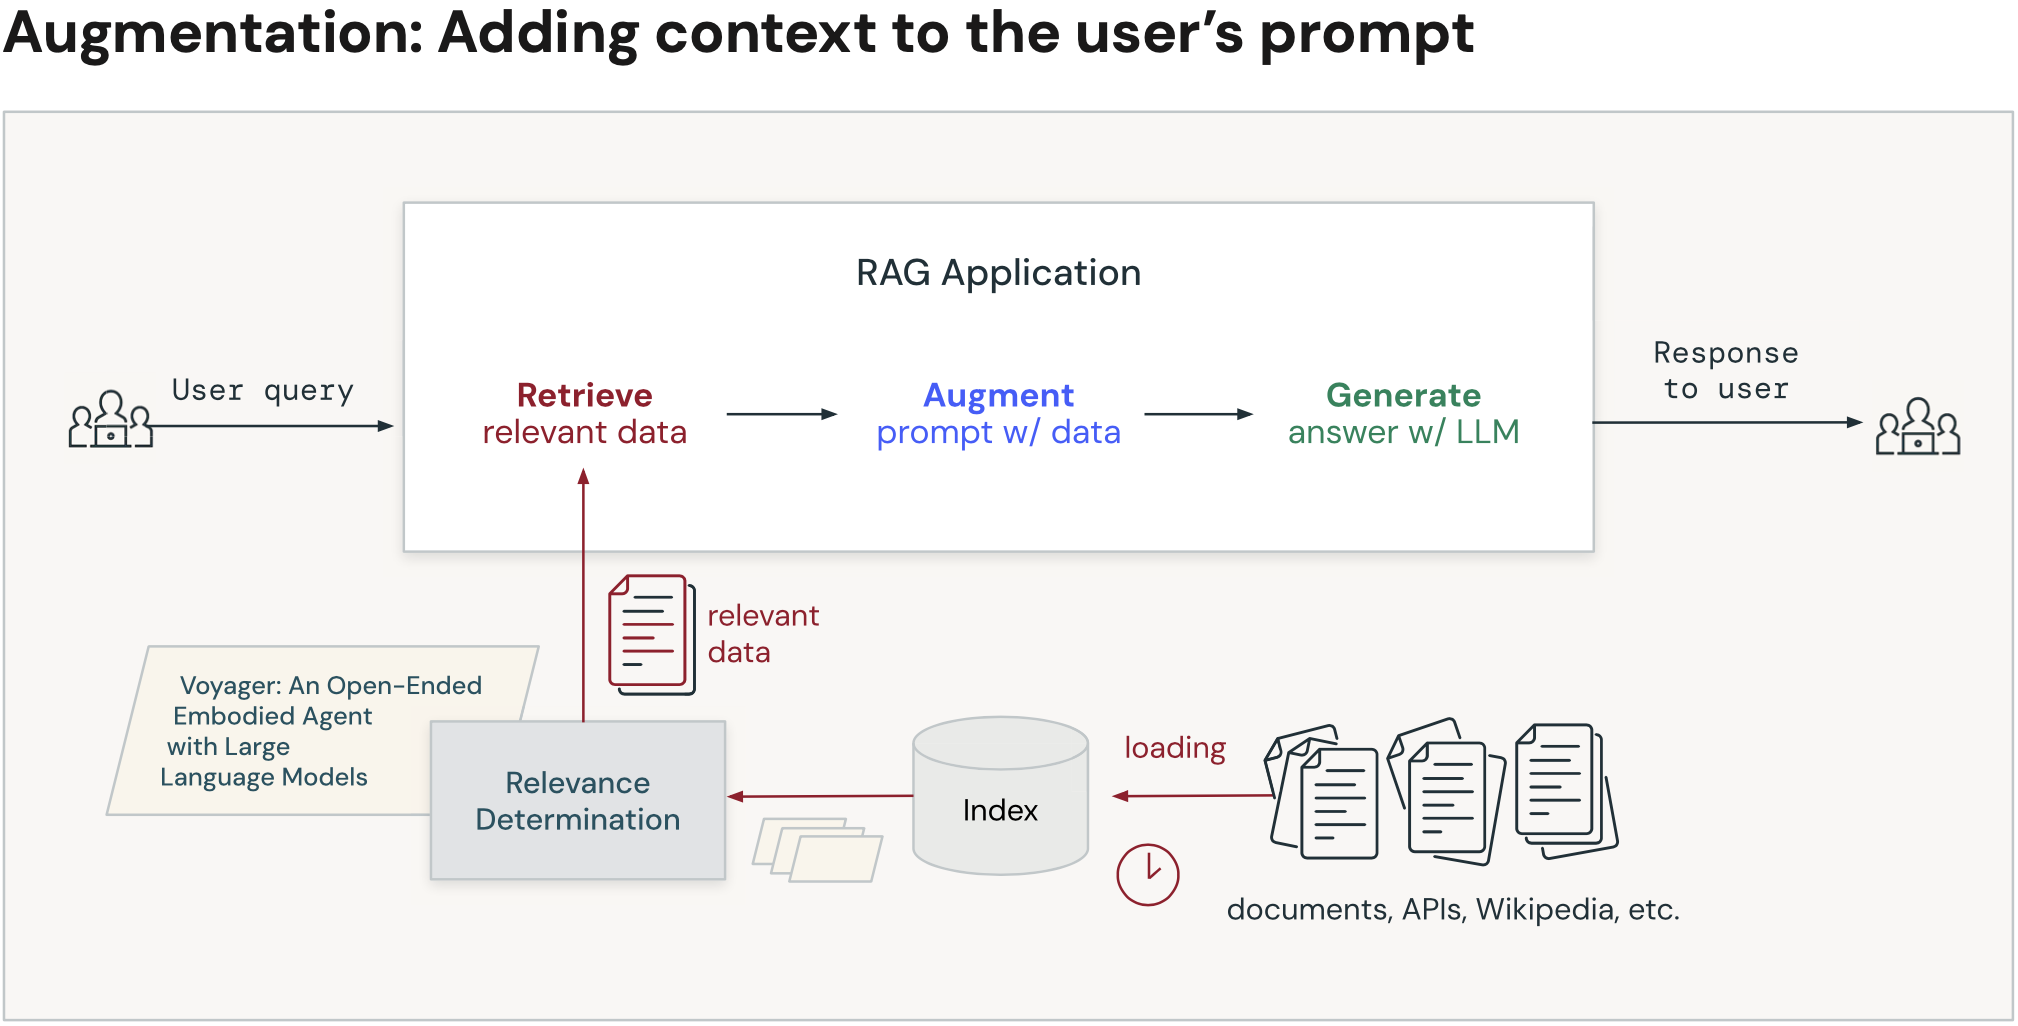 Augmentation: Adding context to the user’s prompt
RAG Application
User query
Retrieve
relevant data
Augment
prompt w/ data
Generate
answer w/ LLM
Response
to user
relevant
data
Voyager: An Open-Ended
Embodied Agent
with Large
Language Models
Relevance
Determination
Index
loading
documents, APIs, Wikipedia, etc.